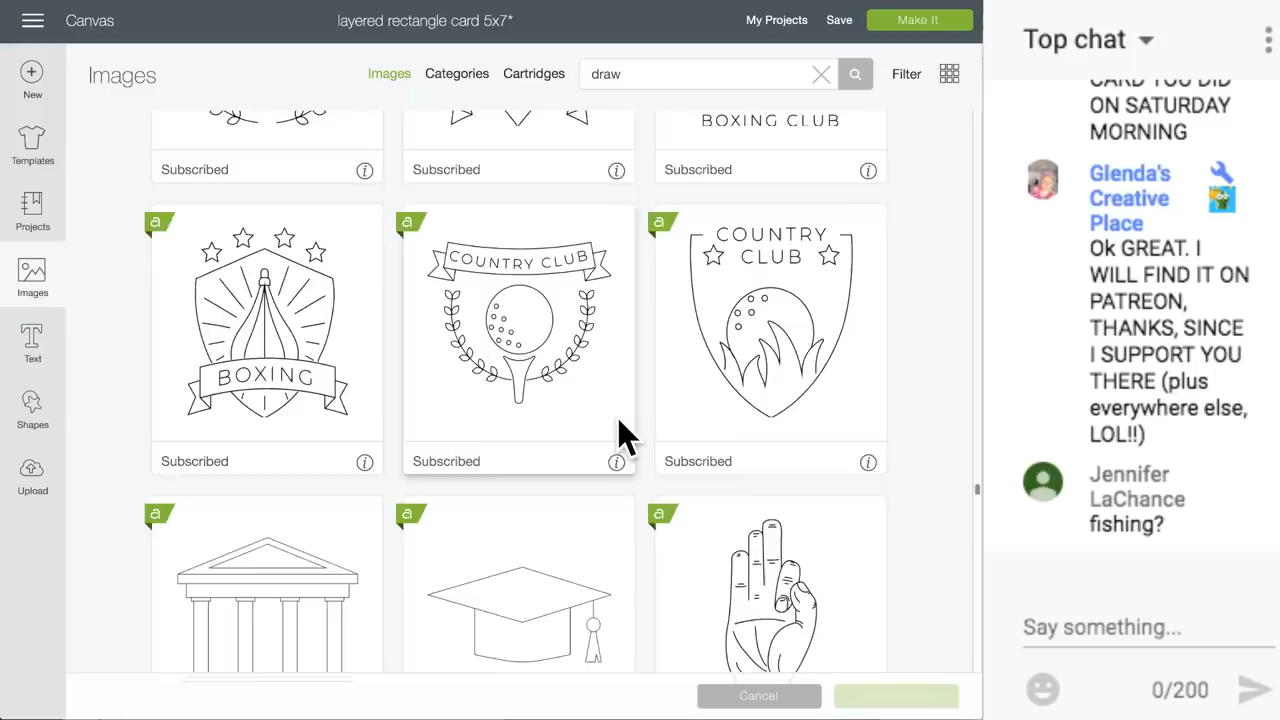 Canvas
layered rectangle card 5x7*
My Projects
Save
Make It
New
Templates
Projects
Images
Text
Shapes
Upload
Images
Images
Categories
Cartridges
draw
Filter
BOXING CLUB
Subscribed
Subscribed
Subscribed
a
a
a
BOXING
COUNTRY CLUB
COUNTRY
CLUB
Subscribed
Subscribed
Subscribed
a
a
a
Cancel
Top chat
CARD YOU DID
ON SATURDAY
MORNING
Glenda's
Creative
Place
Ok GREAT. I
WILL FIND IT ON
PATREON,
THANKS, SINCE
I SUPPORT YOU
THERE (plus
everywhere else,
LOL!!)
Jennifer
LaChance
fishing?
Say something...
0/200